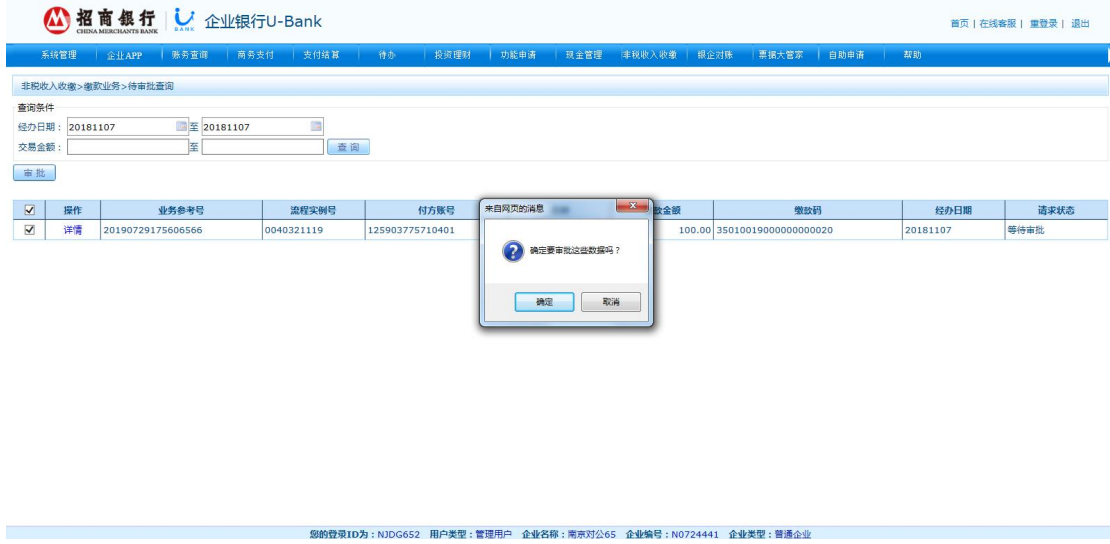 招商银行 企业银行U-Bank
CHINA MERCHANTS BANK U-BANK
首页 | 在线客服 | 重登录 | 退出
系统管理 | 企业APP | 账务查询 | 商务支付 | 支付结算 | 待办 | 投资理财 | 功能申请 | 现金管理 | 非税收入收缴 | 银企对账 | 票据大管家 | 自助申请 | 帮助
非税收入收缴>缴款业务>待审批查询
查询条件
经办日期： 20181107 至 20181107
交易金额： 至 查 询
审 批
操作 业务参考号 流程实例号 付方账号 款金额 缴款码 经办日期 请求状态
详情 20190729175606566 0040321119 125903775710401 100.00 35010019000000000020 20181107 等待审批
来自网页的消息
确定要审批这些数据吗？
确定 取消
您的登录ID为：NJDG652 用户类型：管理用户 企业名称：南京对公65 企业编号：N0724441 企业类型：普通企业